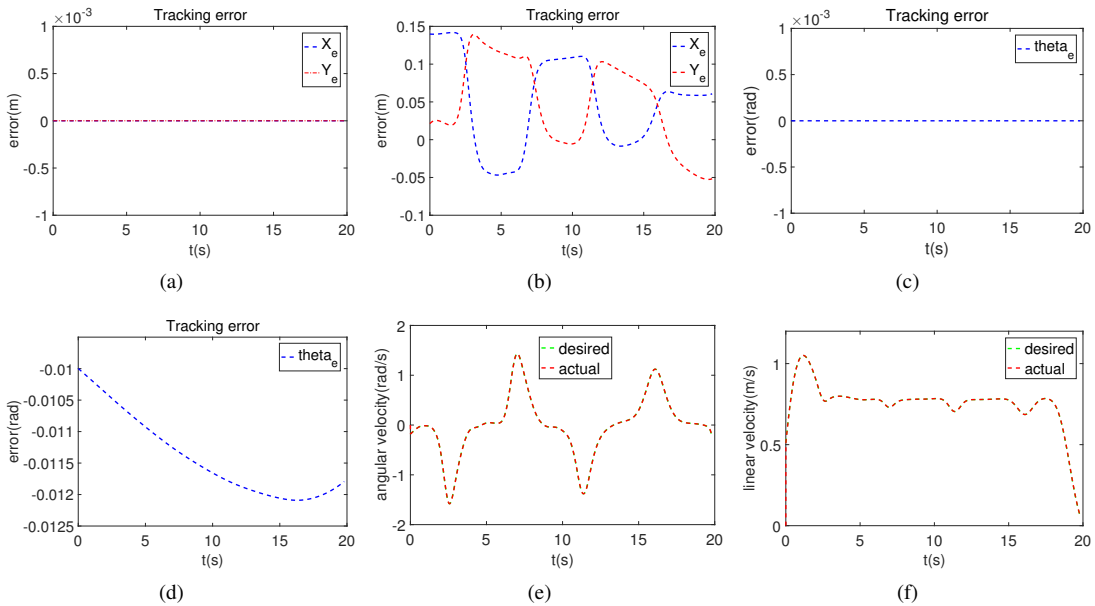 ×10⁻³ Tracking error
1
0.5
0
-0.5
-1
error(m)
X_e
Y_e
0 5 10 15 20
t(s)
(a)
Tracking error
0.15
0.1
0.05
0
-0.05
-0.1
error(m)
X_e
Y_e
0 5 10 15 20
t(s)
(b)
×10⁻³ Tracking error
1
0.5
0
-0.5
-1
error(rad)
theta_e
0 5 10 15 20
t(s)
(c)
Tracking error
-0.01
-0.0105
-0.011
-0.0115
-0.012
-0.0125
error(rad)
theta_e
0 5 10 15 20
t(s)
(d)
2
1
0
-1
-2
angular velocity(rad/s)
desired
actual
0 5 10 15 20
t(s)
(e)
1
0.5
0
linear velocity(m/s)
desired
actual
0 5 10 15 20
t(s)
(f)